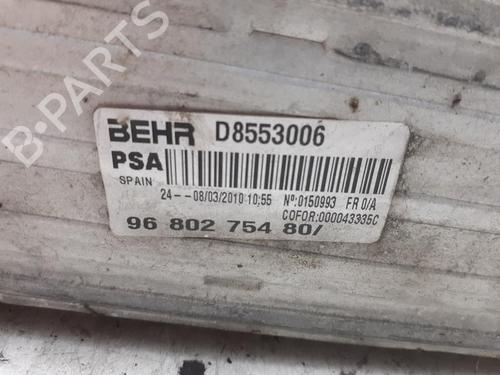 B-PARTS
BEHR D8553006
PSA
SPAIN
24--08/03/2010 10:55 Nº:0150993 FR 0/A
COFOR:000043335C
96 802 754 80/